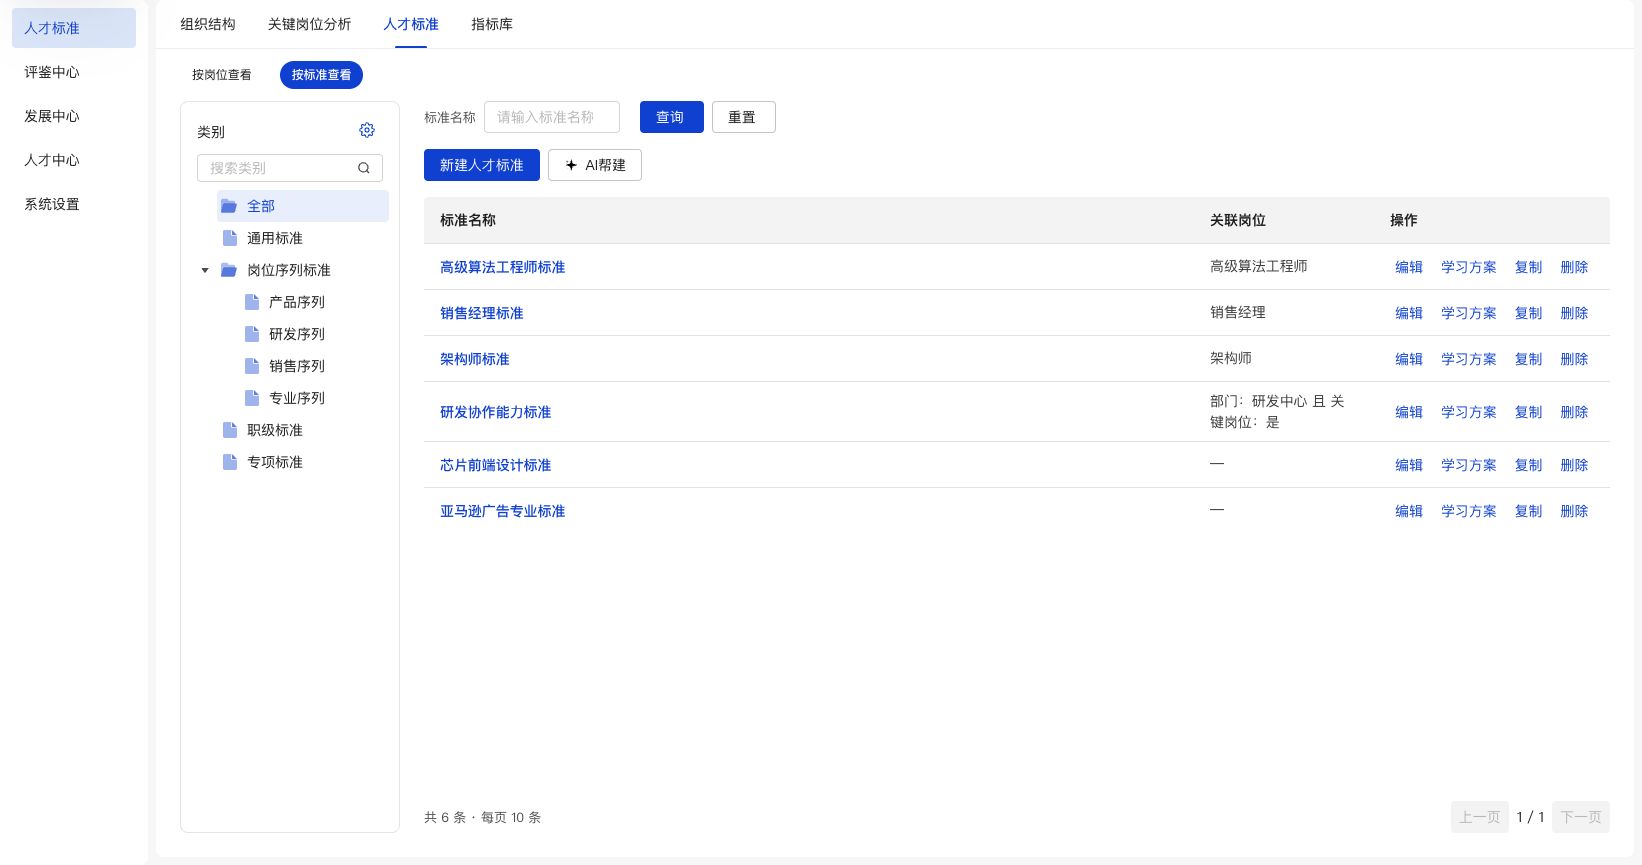 人才标准
评鉴中心
发展中心
人才中心
系统设置
组织结构 关键岗位分析 人才标准 指标库
按岗位查看 按标准查看
类别
搜索类别
全部
通用标准
岗位序列标准
产品序列
研发序列
销售序列
专业序列
职级标准
专项标准
标准名称 请输入标准名称 查询 重置
新建人才标准 AI帮建
标准名称 关联岗位 操作
高级算法工程师标准 高级算法工程师 编辑 学习方案 复制 删除
销售经理标准 销售经理 编辑 学习方案 复制 删除
架构师标准 架构师 编辑 学习方案 复制 删除
研发协作能力标准 部门：研发中心 且 关
键岗位：是 编辑 学习方案 复制 删除
芯片前端设计标准 — 编辑 学习方案 复制 删除
亚马逊广告专业标准 — 编辑 学习方案 复制 删除
共 6 条 · 每页 10 条 上一页 1 / 1 下一页